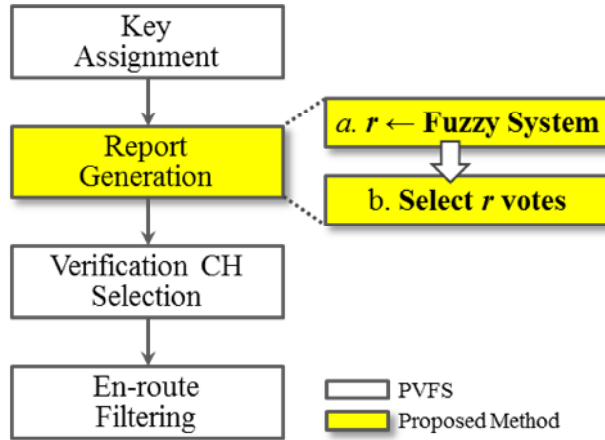 Key
Assignment
Report
Generation
a. r ← Fuzzy System
b. Select r votes
Verification CH
Selection
En-route
Filtering
PVFS
Proposed Method